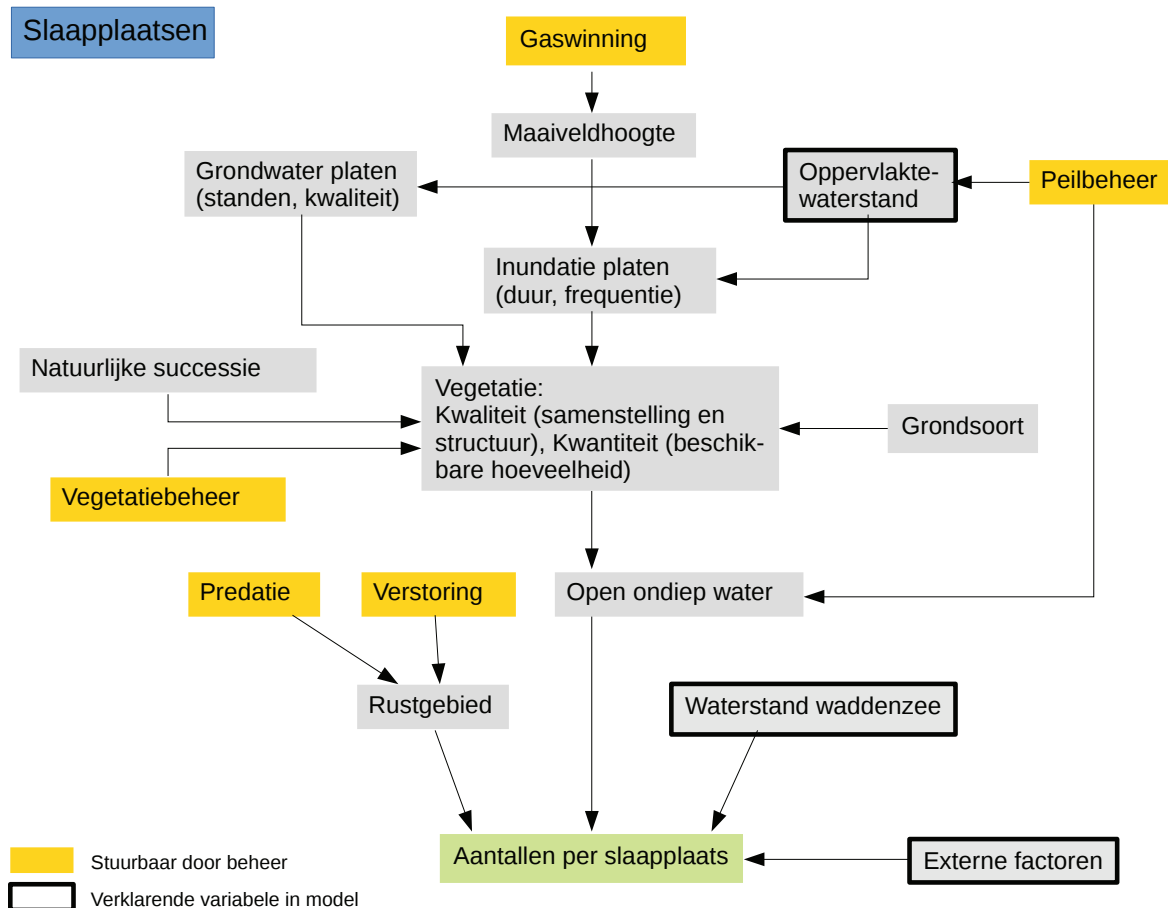 Slaapplaatsen
Gaswinning
Maaiveldhoogte
Grondwater platen
(standen, kwaliteit)
Oppervlakte-
waterstand
Peilbeheer
Inundatie platen
(duur, frequentie)
Natuurlijke successie
Vegetatie:
Kwaliteit (samenstelling en
structuur), Kwantiteit (beschik-
bare hoeveelheid)
Grondsoort
Vegetatiebeheer
Predatie
Verstoring
Open ondiep water
Rustgebied
Waterstand waddenzee
Aantallen per slaapplaats
Externe factoren
Stuurbaar door beheer
Verklarende variabele in model